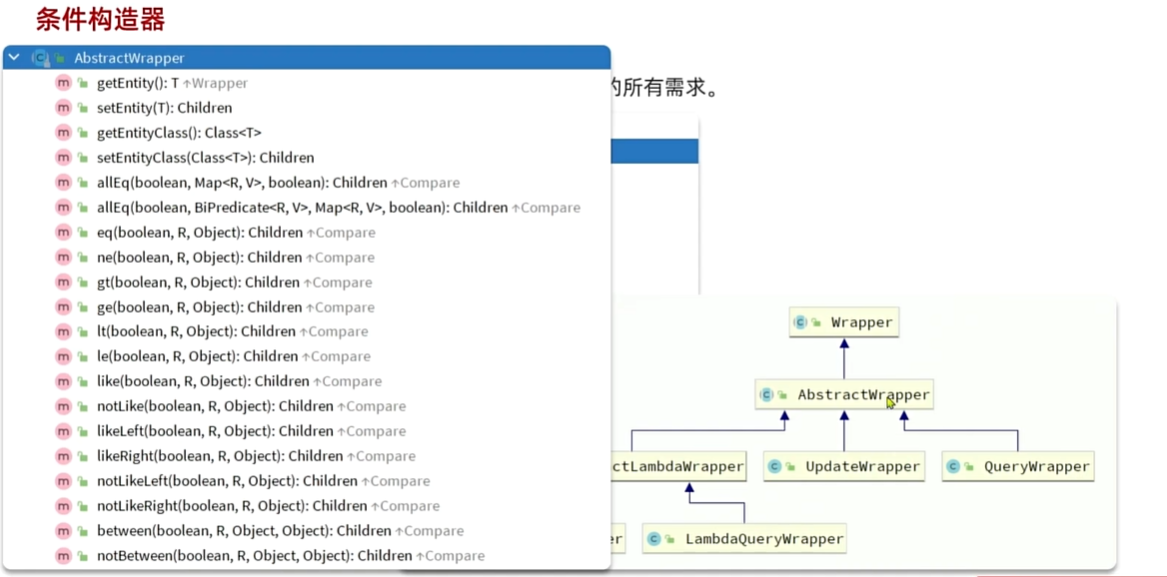 条件构造器
AbstractWrapper
getEntity(): T ↑Wrapper
setEntity(T): Children
getEntityClass(): Class<T>
setEntityClass(Class<T>): Children
allEq(boolean, Map<R, V>, boolean): Children ↑Compare
allEq(boolean, BiPredicate<R, V>, Map<R, V>, boolean): Children ↑Compare
eq(boolean, R, Object): Children ↑Compare
ne(boolean, R, Object): Children ↑Compare
gt(boolean, R, Object): Children ↑Compare
ge(boolean, R, Object): Children ↑Compare
lt(boolean, R, Object): Children ↑Compare
le(boolean, R, Object): Children ↑Compare
like(boolean, R, Object): Children ↑Compare
notLike(boolean, R, Object): Children ↑Compare
likeLeft(boolean, R, Object): Children ↑Compare
likeRight(boolean, R, Object): Children ↑Compare
notLikeLeft(boolean, R, Object): Children ↑Compare
notLikeRight(boolean, R, Object): Children ↑Compare
between(boolean, R, Object, Object): Children ↑Compare
notBetween(boolean, R, Object, Object): Children ↑Compare
的所有需求。
Wrapper
AbstractWrapper
ctLambdaWrapper
UpdateWrapper
QueryWrapper
er
LambdaQueryWrapper